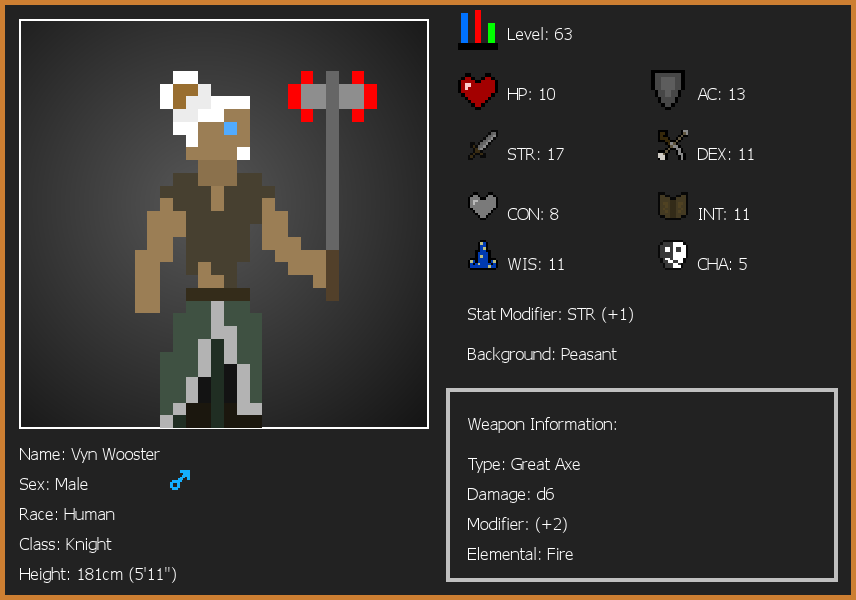 Level: 63
HP: 10
AC: 13
STR: 17
DEX: 11
CON: 8
INT: 11
WIS: 11
CHA: 5
Stat Modifier: STR (+1)
Background: Peasant
Weapon Information:
Type: Great Axe
Damage: d6
Modifier: (+2)
Elemental: Fire
Name: Vyn Wooster
Sex: Male
Race: Human
Class: Knight
Height: 181cm (5'11")